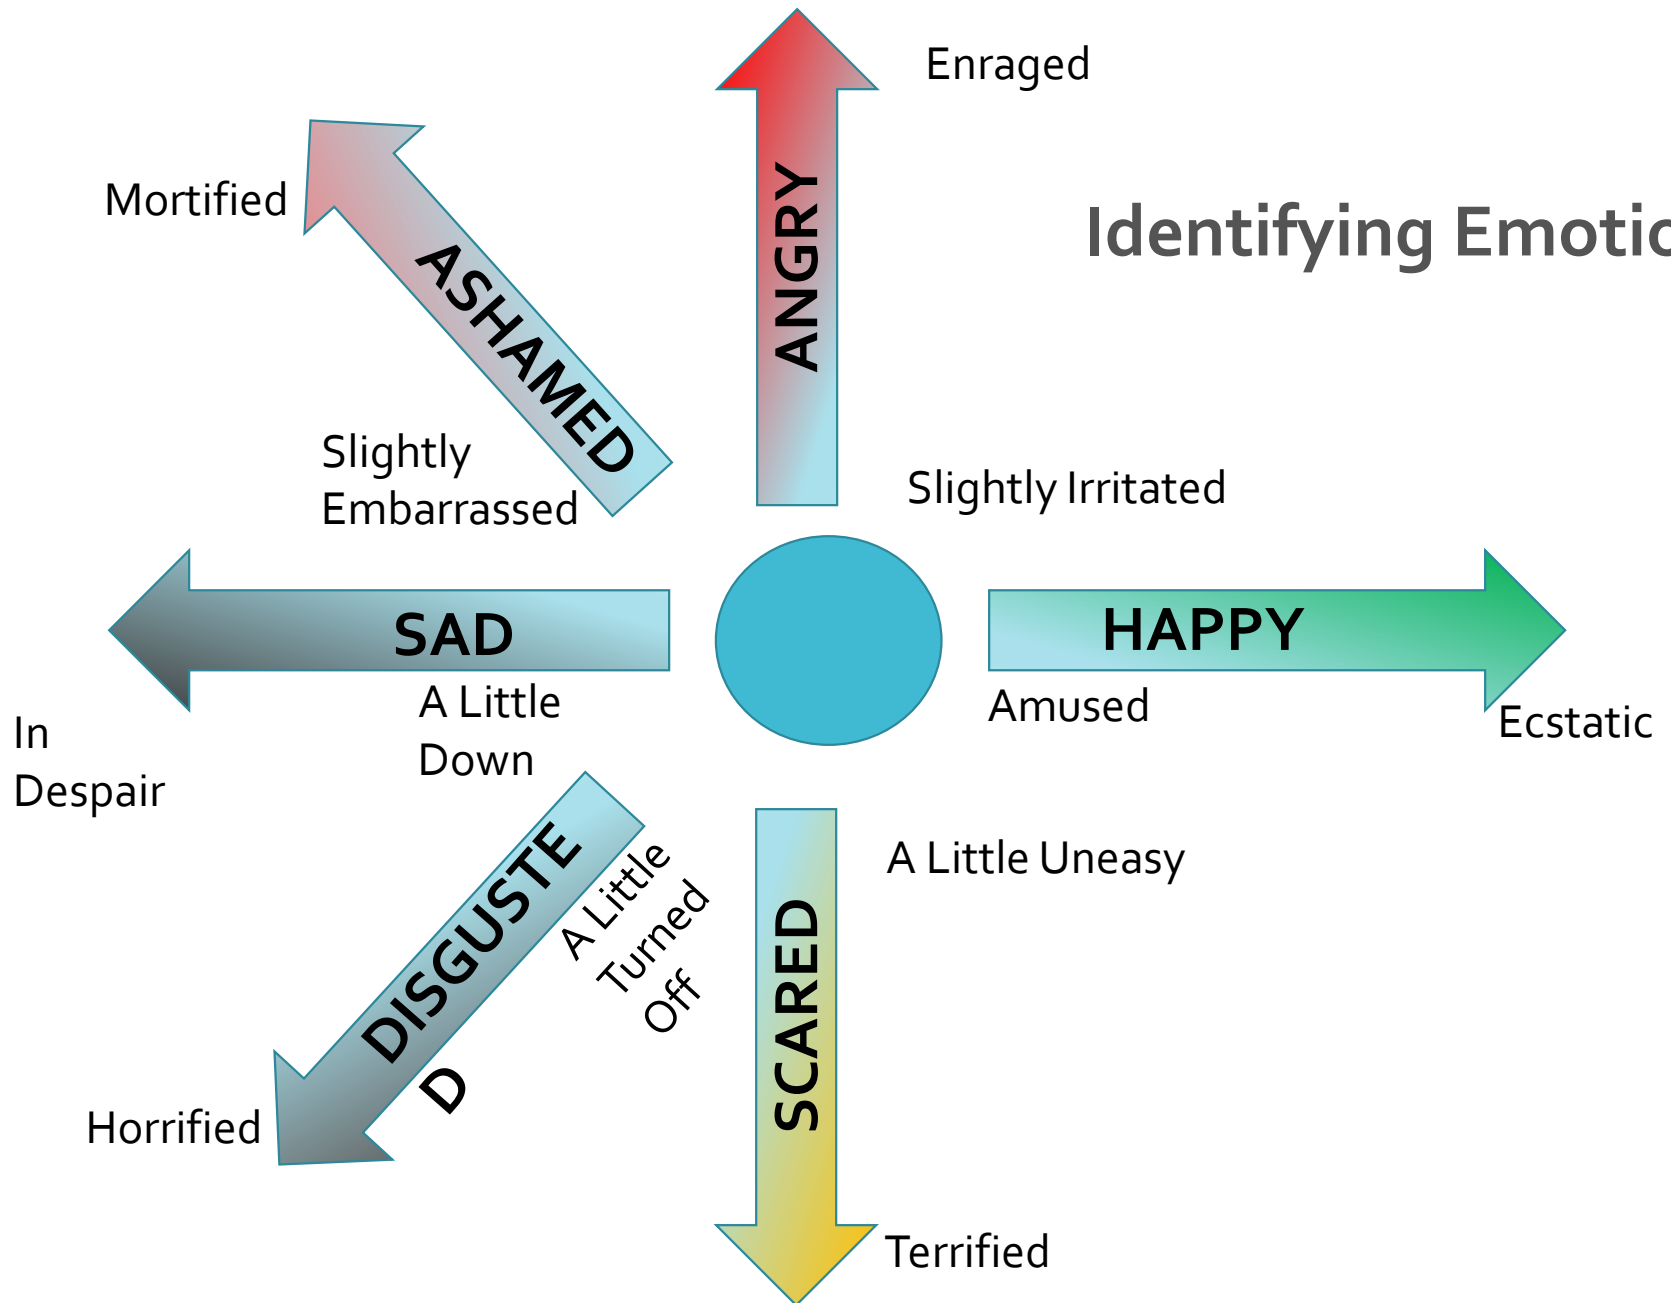 Enraged
Mortified
ANGRY
Identifying Emotio
ASHAMED
Slightly
Embarrassed
Slightly Irritated
SAD
HAPPY
A Little
Down
Amused
Ecstatic
In
Despair
DISGUSTE
D
A Little
Turned
Off
A Little Uneasy
SCARED
Horrified
Terrified